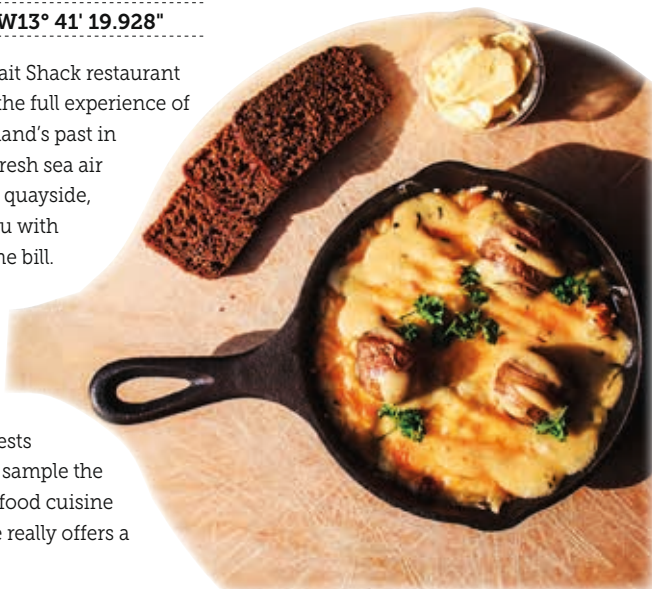 W13° 41' 19.928"
ait Shack restaurant
the full experience of
land's past in
resh sea air
quayside,
u with
ne bill.
ests
sample the
food cuisine
e really offers a